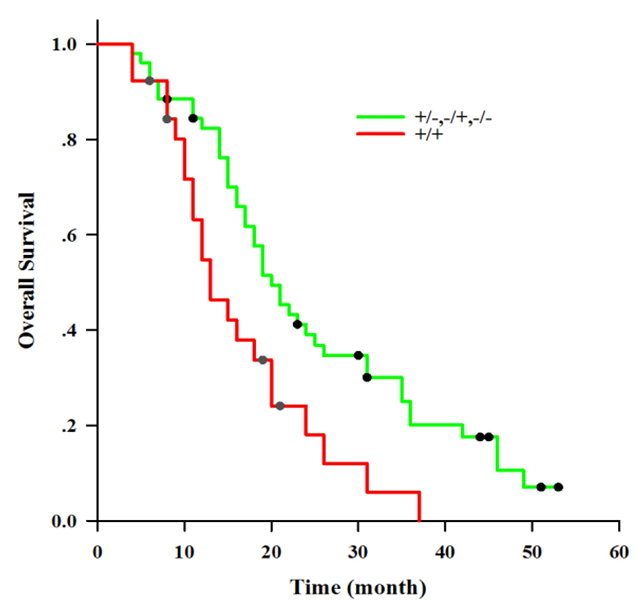 1.0
.8
.6
.4
.2
0.0
Overall Survival
+/-,-/+,-/-
+/+
0 10 20 30 40 50 60
Time (month)